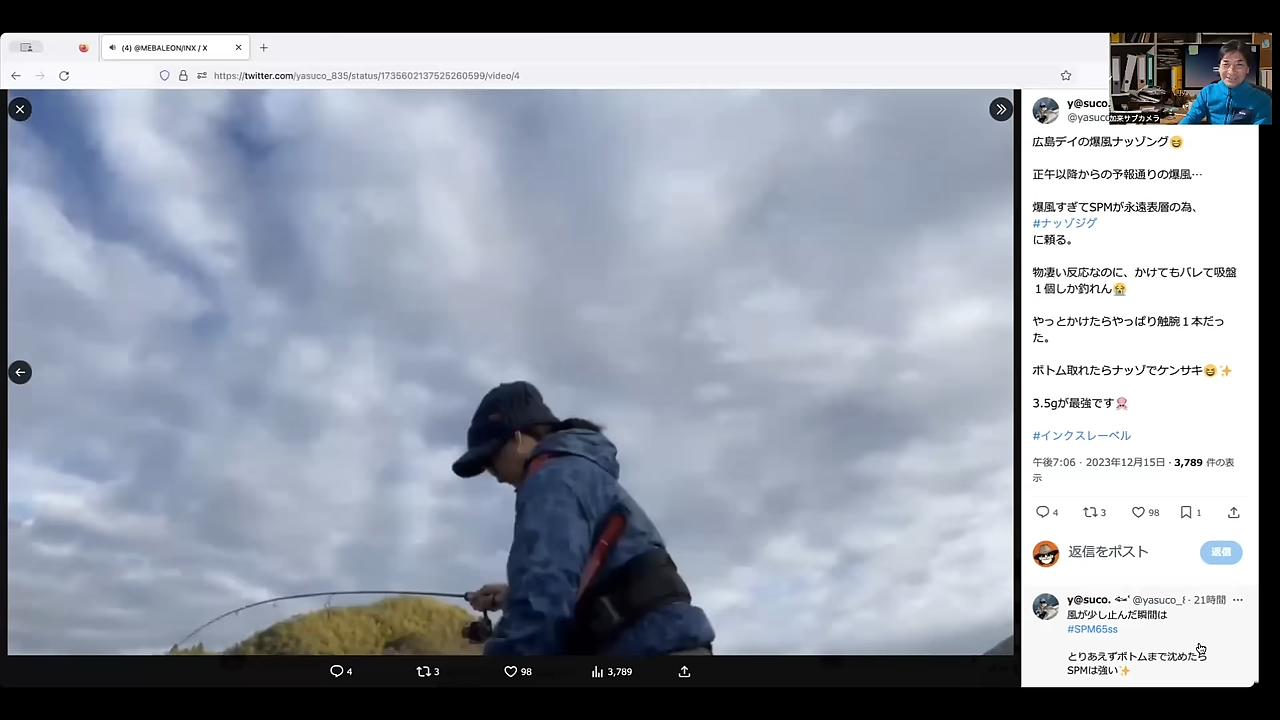 (4) @MEBALEON/INX / X
https://twitter.com/yasuco_835/status/1735602137525260599/video/4
加来サブカメラ
y@suco.
@yasuco
広島デイの爆風ナッゾング😆
正午以降からの予報通りの爆風…
爆風すぎてSPMが永遠表層の為、
#ナッゾジグ
に頼る。
物凄い反応なのに、かけてもバレて吸盤
１個しか釣れん😭
やっとかけたらやっぱり触腕１本だっ
た。
ボトム取れたらナッゾでケンサキ😆✨
3.5gが最強です🦑
#インクスレーベル
午後7:06 · 2023年12月15日 · 3,789 件の表
示
4 3 98 1
返信をポスト 返信
y@suco. @yasuco_8 · 21時間 …
風が少し止んだ瞬間は
#SPM65ss
とりあえずボトムまで沈めたら
SPMは強い✨
4 3 98 3,789